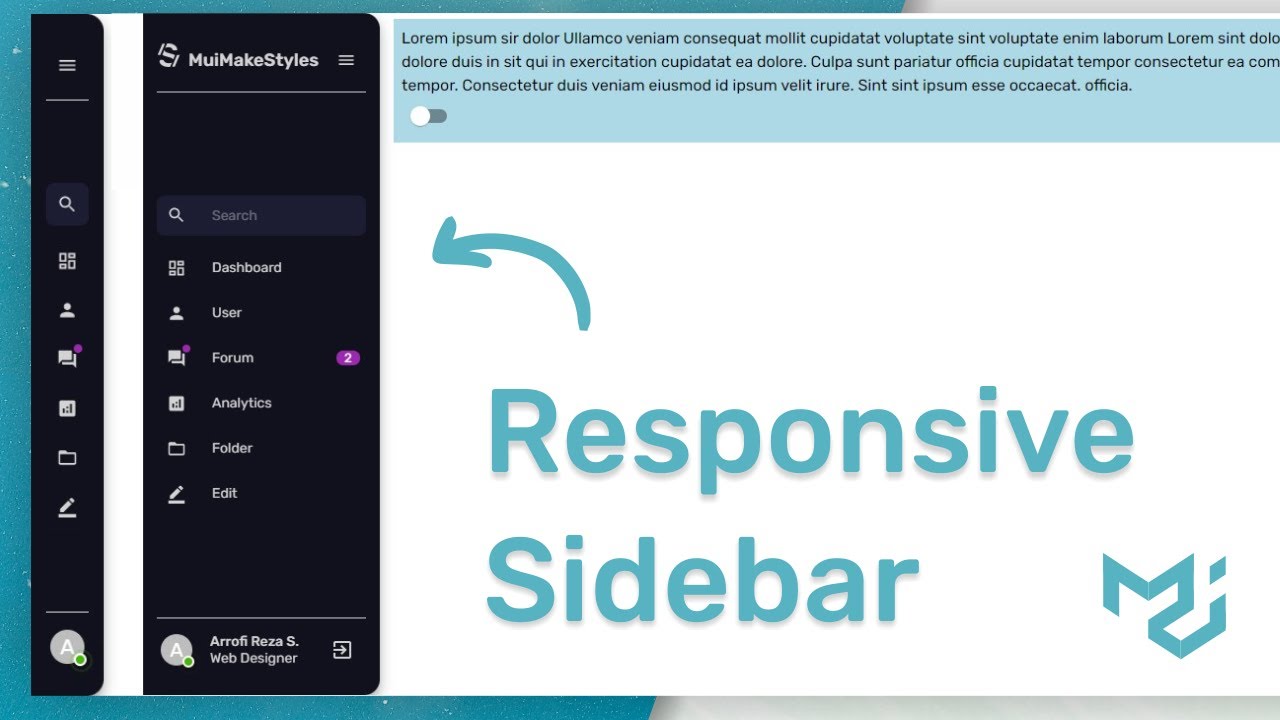 A
MuiMakeStyles
Search
Dashboard
User
Forum
2
Analytics
Folder
Edit
A
Arrofi Reza S.
Web Designer
Lorem ipsum sir dolor Ullamco veniam consequat mollit cupidatat voluptate sint voluptate enim laborum Lorem sint dolo
dolore duis in sit qui in exercitation cupidatat ea dolore. Culpa sunt pariatur officia cupidatat tempor consectetur ea com
tempor. Consectetur duis veniam eiusmod id ipsum velit irure. Sint sint ipsum esse occaecat. officia.
Responsive
Sidebar